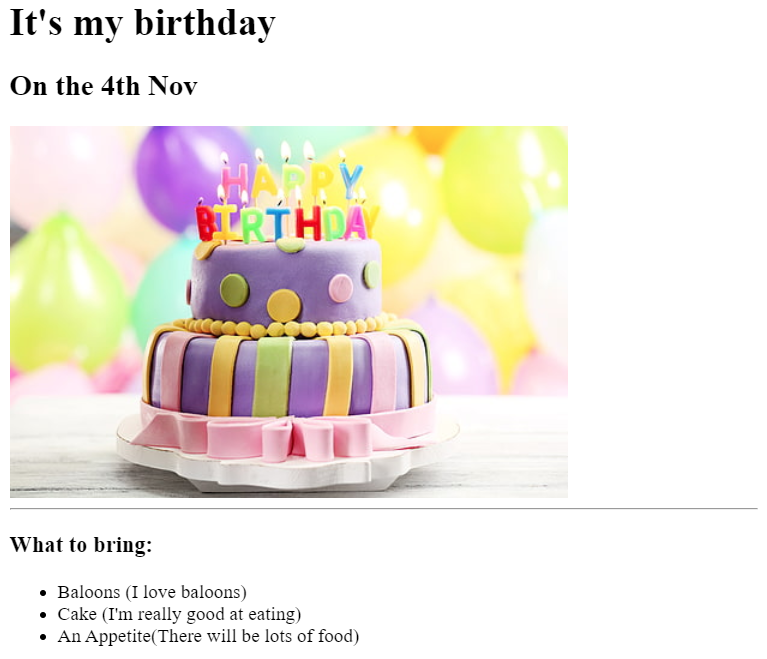 It's my birthday
On the 4th Nov
HAPPY
BIRTHDAY
What to bring:
Baloons (I love baloons)
Cake (I'm really good at eating)
An Appetite(There will be lots of food)